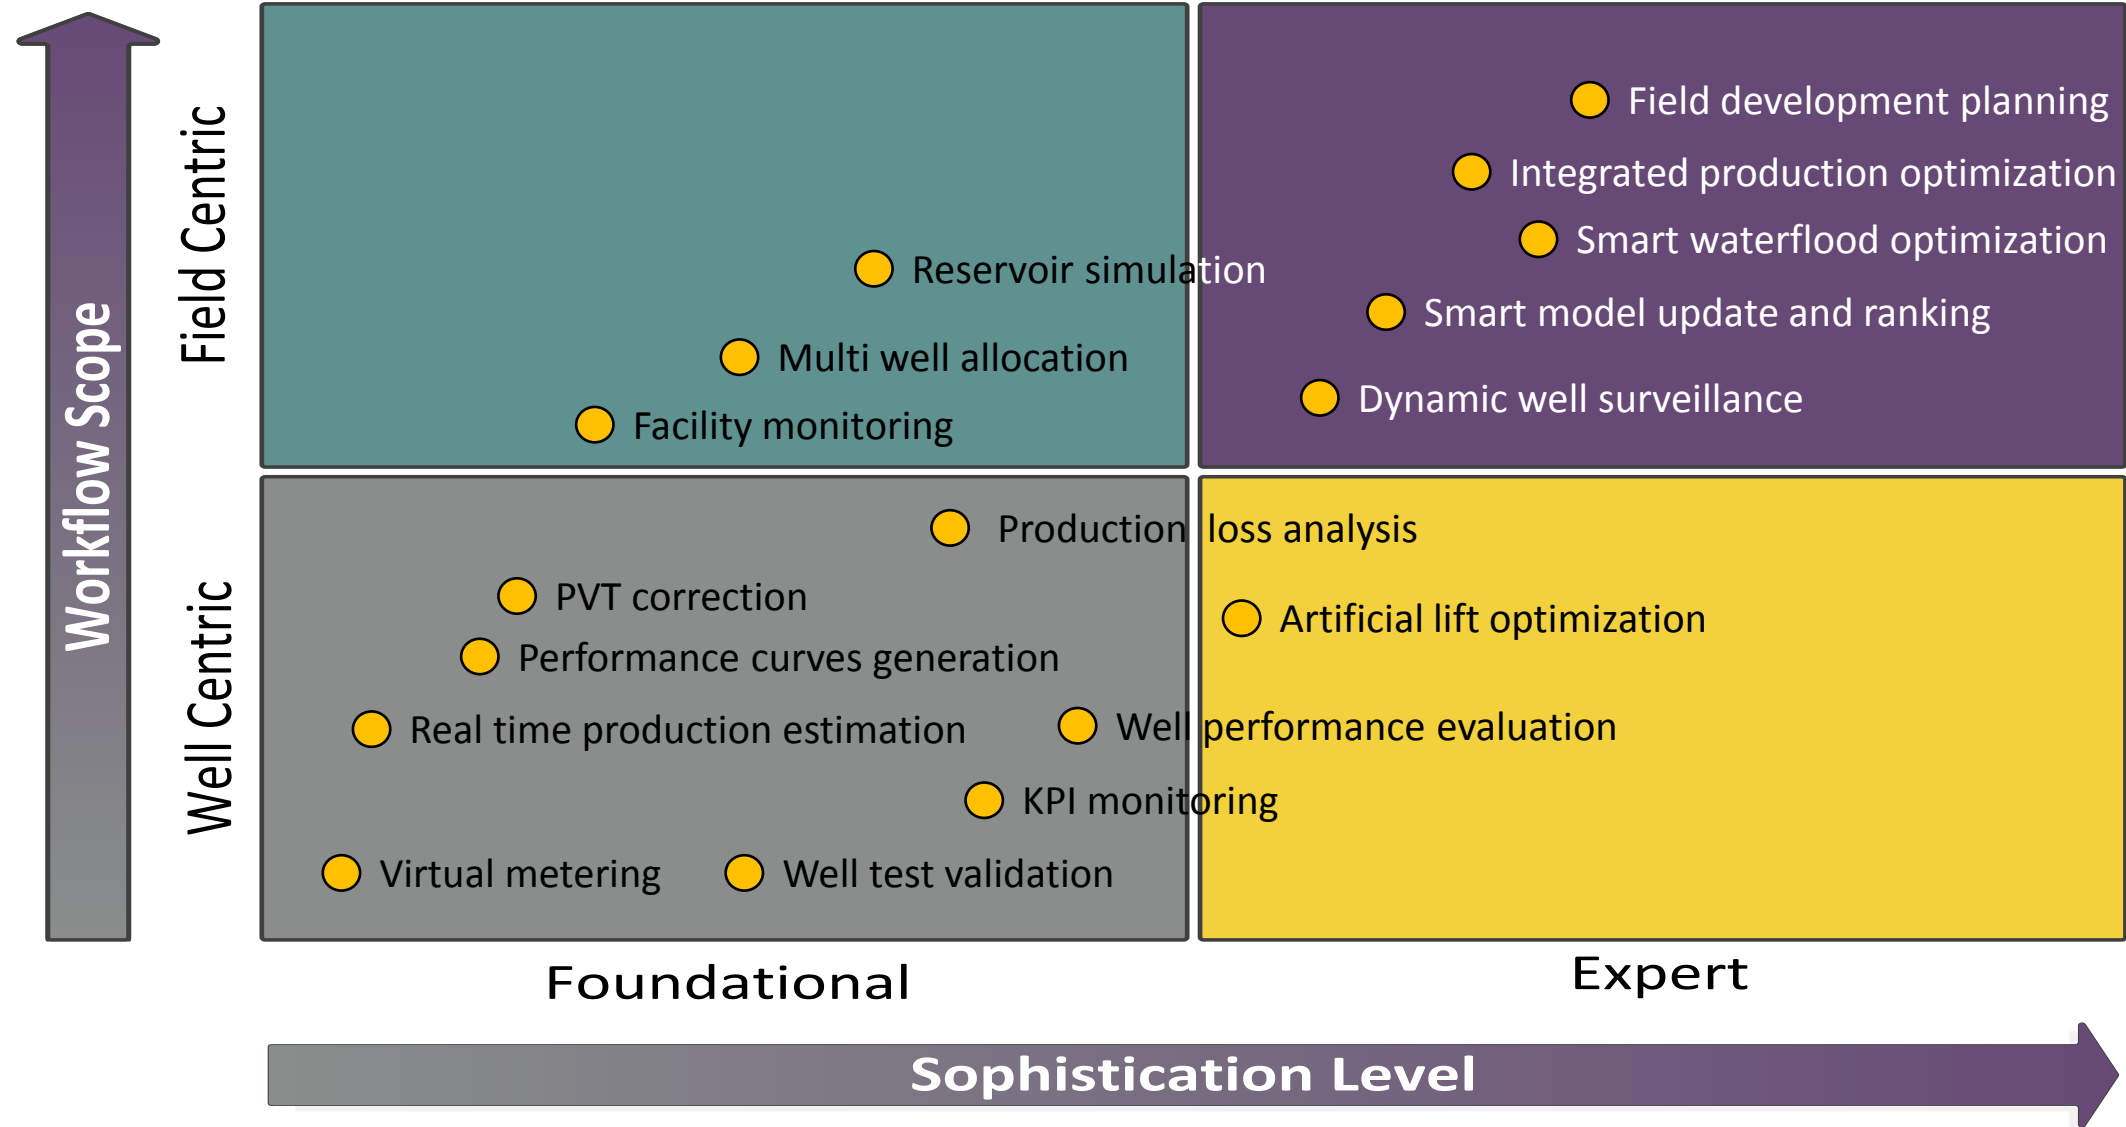 Workflow Scope
Field Centric
Field development planning
Integrated production optimization
Smart waterflood optimization
Reservoir simulation
Smart model update and ranking
Multi well allocation
Dynamic well surveillance
Facility monitoring
Well Centric
Production loss analysis
PVT correction
Artificial lift optimization
Performance curves generation
Real time production estimation
Well performance evaluation
KPI monitoring
Virtual metering
Well test validation
Foundational
Expert
Sophistication Level